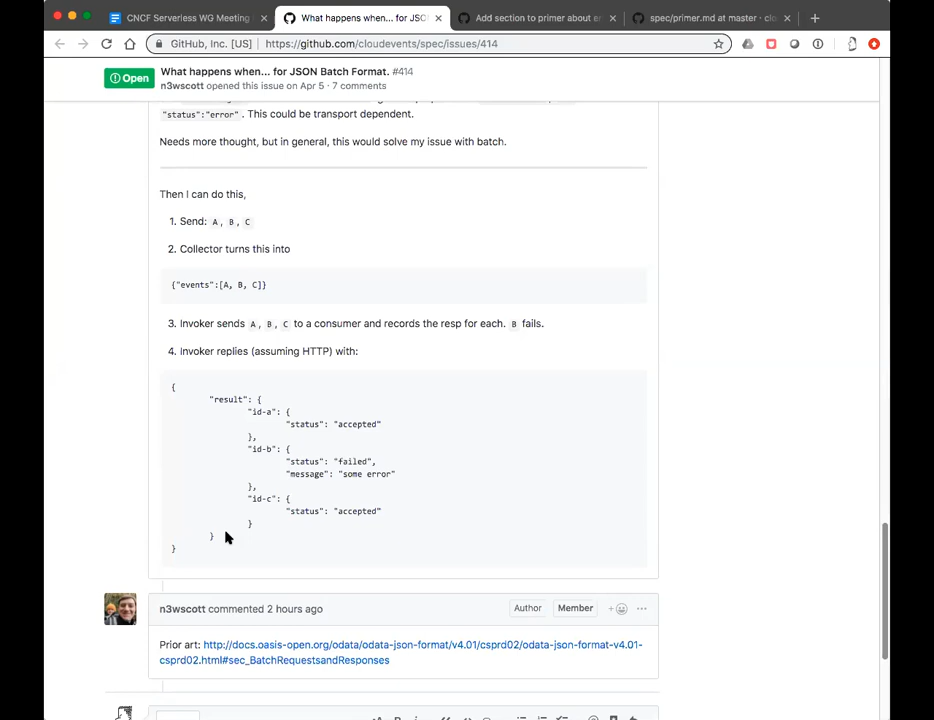 CNCF Serverless WG Meeting
What happens when... for JSO
Add section to primer about e
spec/primer.md at master · clo
GitHub, Inc. [US]
https://github.com/cloudevents/spec/issues/414
Open
What happens when... for JSON Batch Format. #414
n3wscott opened this issue on Apr 5 · 7 comments
"status":"error" . This could be transport dependent.
Needs more thought, but in general, this would solve my issue with batch.
Then I can do this,
1. Send: A , B , C
2. Collector turns this into
{"events":[A, B, C]}
3. Invoker sends A , B , C to a consumer and records the resp for each. B fails.
4. Invoker replies (assuming HTTP) with:
{
"result": {
"id-a": {
"status": "accepted"
},
"id-b": {
"status": "failed",
"message": "some error"
},
"id-c": {
"status": "accepted"
}
}
}
n3wscott commented 2 hours ago
Author
Member
Prior art: http://docs.oasis-open.org/odata/odata-json-format/v4.01/csprd02/odata-json-format-v4.01-
csprd02.html#sec_BatchRequestsandResponses